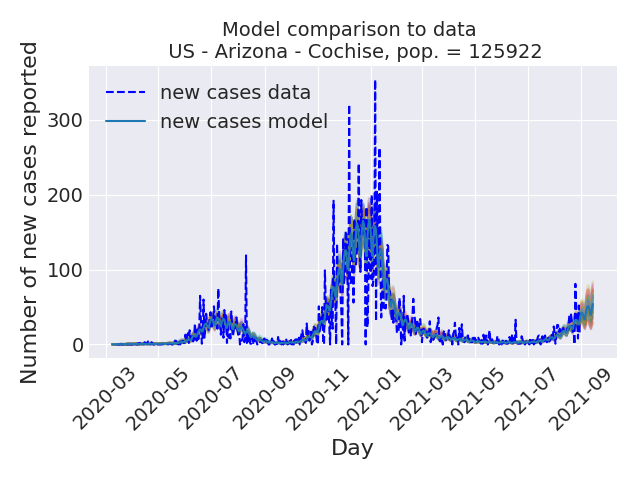 Model comparison to data
US - Arizona - Cochise, pop. = 125922
Number of new cases reported
300
200
100
0
new cases data
new cases model
2020-03
2020-05
2020-07
2020-09
2020-11
2021-01
2021-03
2021-05
2021-07
2021-09
Day